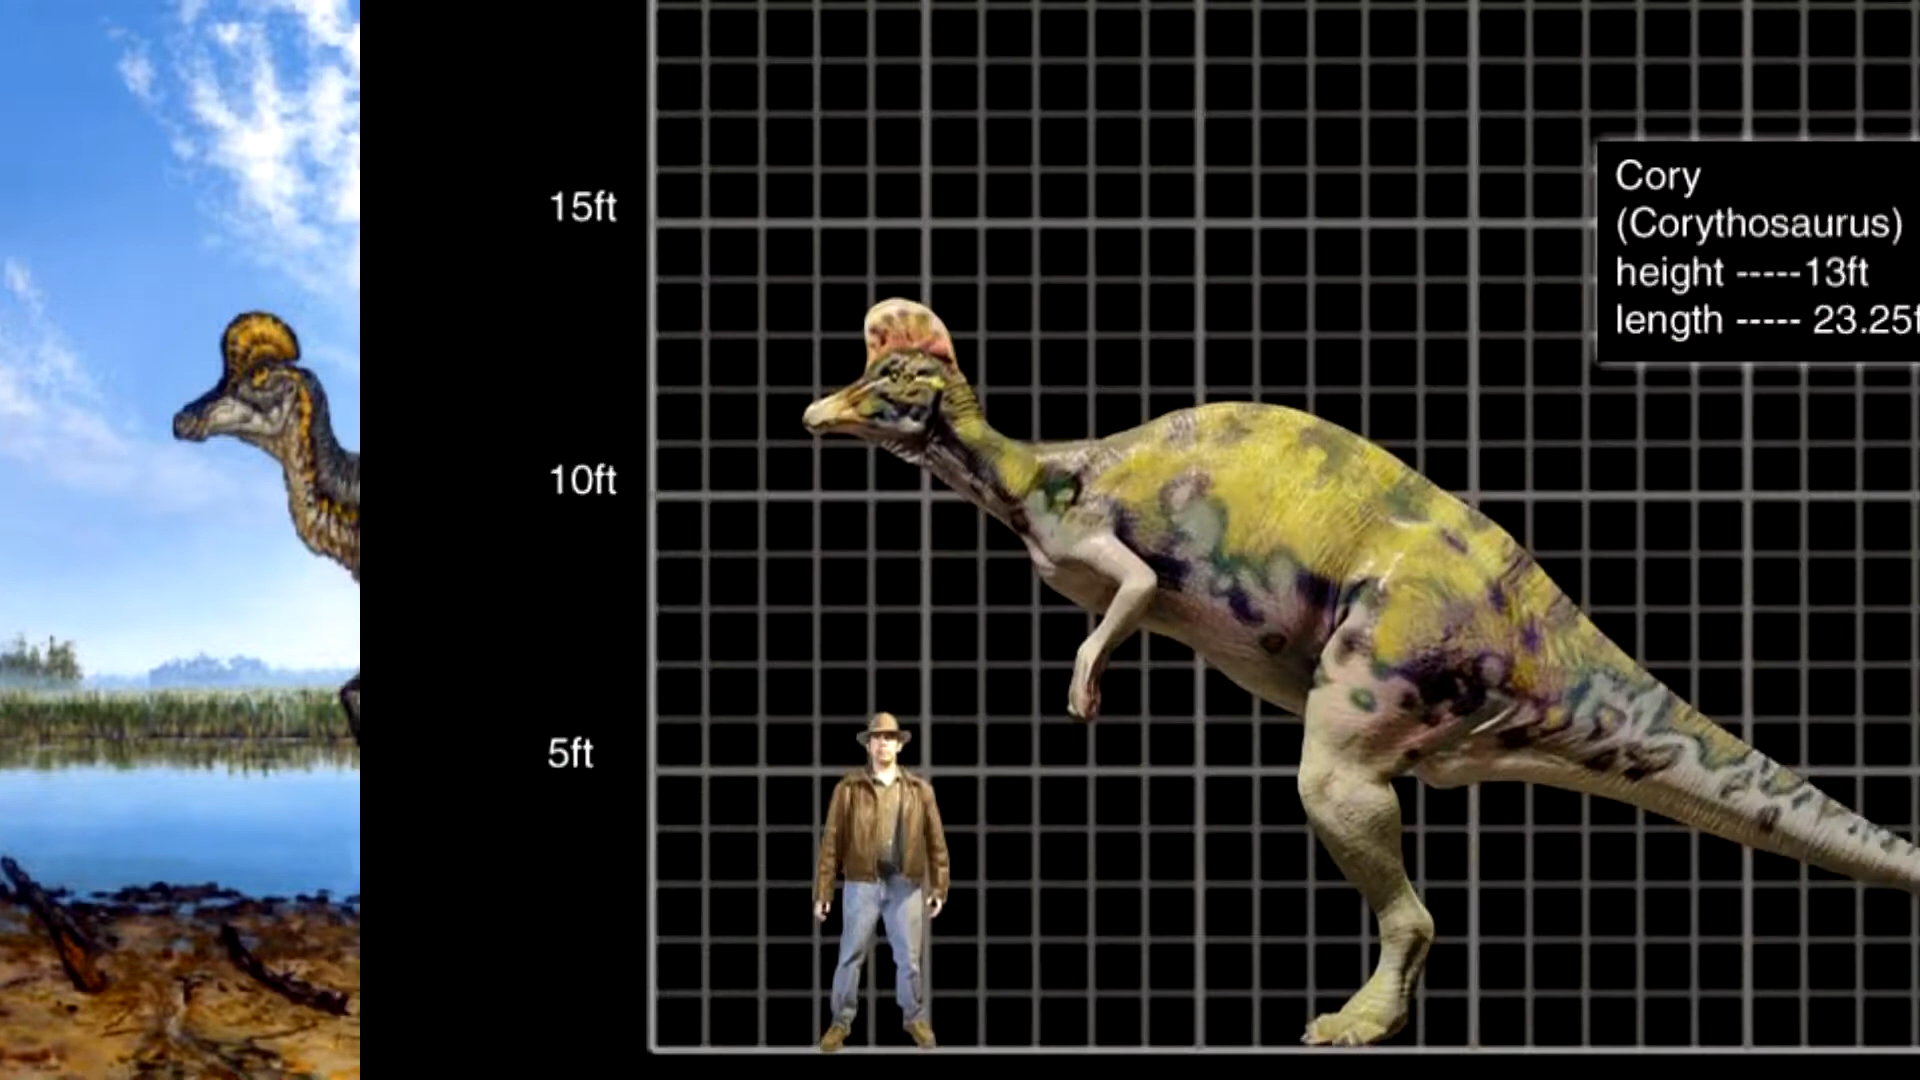 15ft
10ft
5ft
Cory
(Corythosaurus)
height -----13ft
length ----- 23.25f